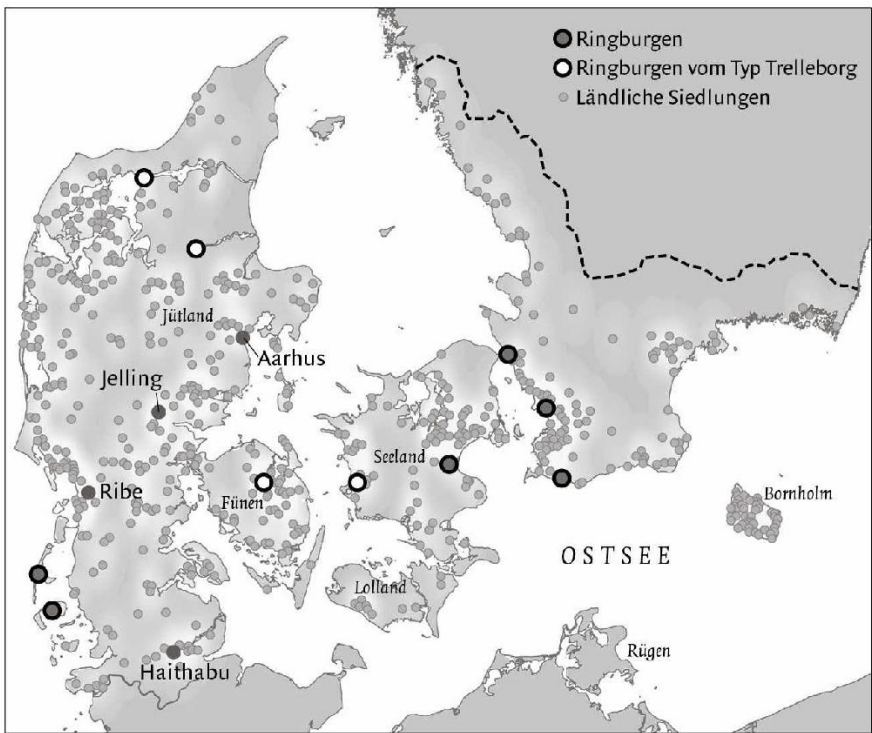 Ringburgen
Ringburgen vom Typ Trelleborg
Ländliche Siedlungen
Jütland
Aarhus
Jelling
Seeland
Ribe
Fünen
Bornholm
OSTSEE
Lolland
Rügen
Haithabu